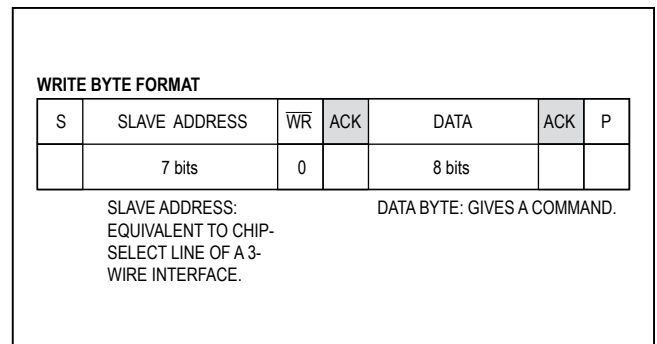 WRITE BYTE FORMAT
S SLAVE ADDRESS W̅R̅ ACK DATA ACK P
7 bits 0 8 bits
SLAVE ADDRESS:
EQUIVALENT TO CHIP-
SELECT LINE OF A 3-
WIRE INTERFACE.
DATA BYTE: GIVES A COMMAND.